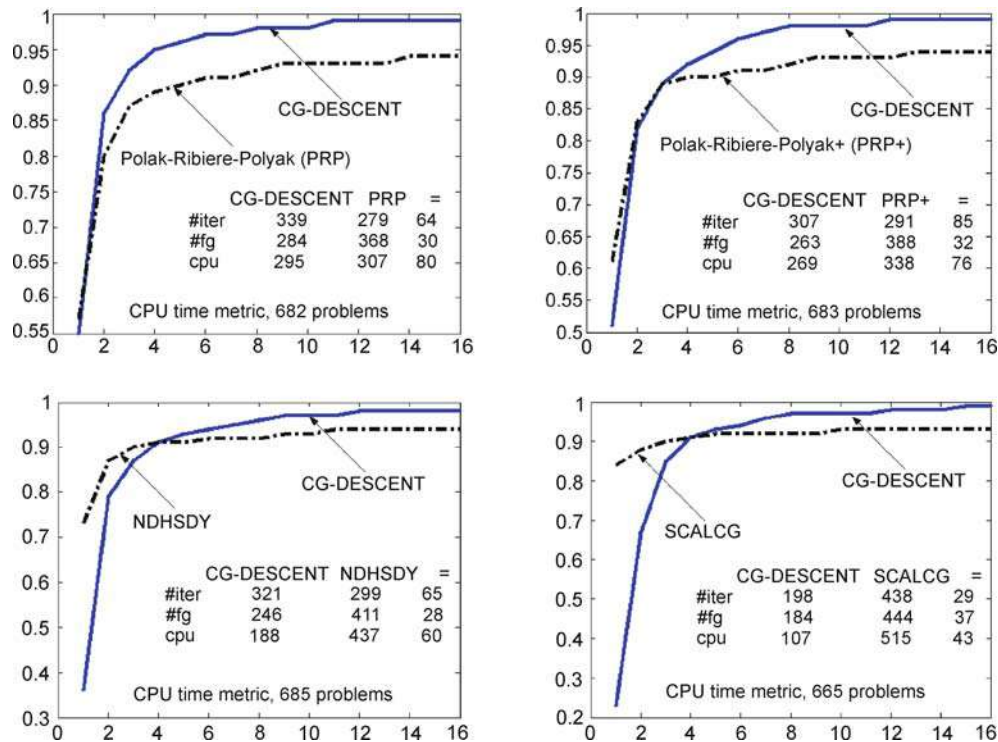 1
0.95
0.9
0.85
0.8
0.75
0.7
0.65
0.6
0.55
CG-DESCENT
Polak-Ribiere-Polyak (PRP)
CG-DESCENT PRP =
#iter 339 279 64
#fg 284 368 30
cpu 295 307 80
CPU time metric, 682 problems
0 2 4 6 8 10 12 14 16
1
0.95
0.9
0.85
0.8
0.75
0.7
0.65
0.6
0.55
0.5
CG-DESCENT
Polak-Ribiere-Polyak+ (PRP+)
CG-DESCENT PRP+ =
#iter 307 291 85
#fg 263 388 32
cpu 269 338 76
CPU time metric, 683 problems
0 2 4 6 8 10 12 14 16
1
0.9
0.8
0.7
0.6
0.5
0.4
0.3
CG-DESCENT
NDHSDY
CG-DESCENT NDHSDY =
#iter 321 299 65
#fg 246 411 28
cpu 188 437 60
CPU time metric, 685 problems
0 2 4 6 8 10 12 14 16
1
0.9
0.8
0.7
0.6
0.5
0.4
0.3
0.2
CG-DESCENT
SCALCG
CG-DESCENT SCALCG =
#iter 198 438 29
#fg 184 444 37
cpu 107 515 43
CPU time metric, 665 problems
0 2 4 6 8 10 12 14 16